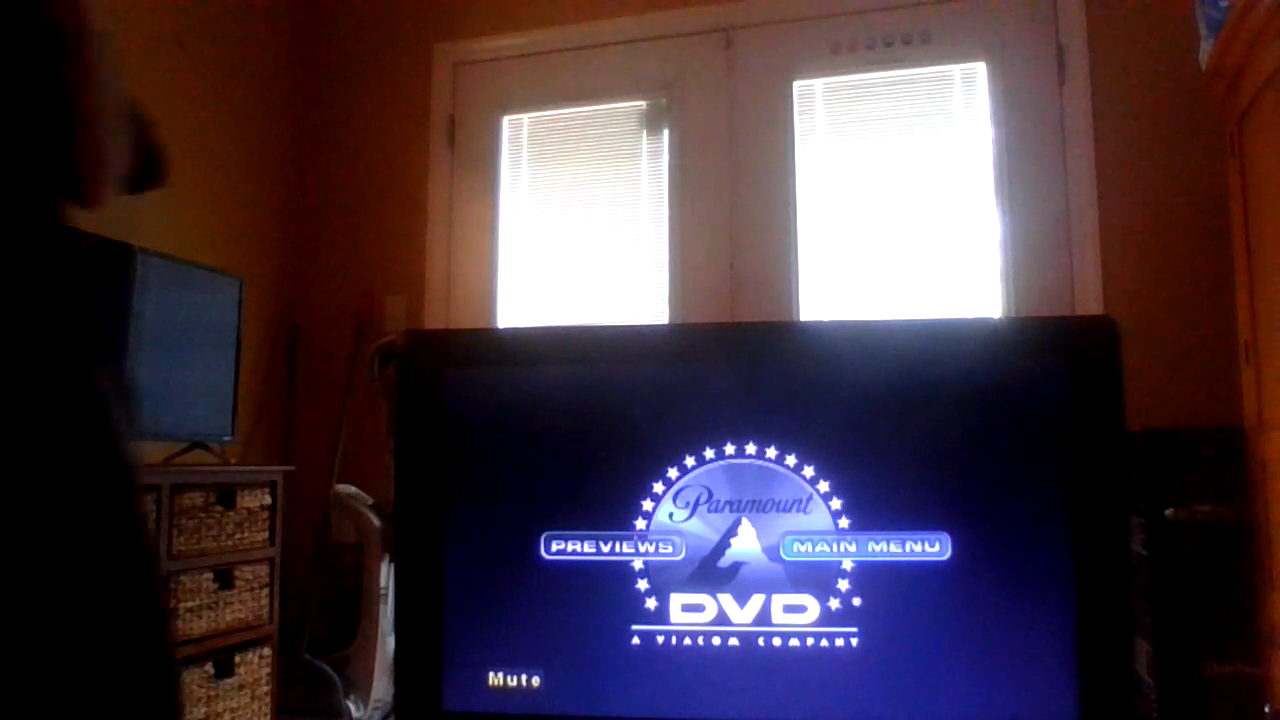 Paramount
PREVIEWS
MAIN MENU
DVD
A VIACOM COMPANY
Mute